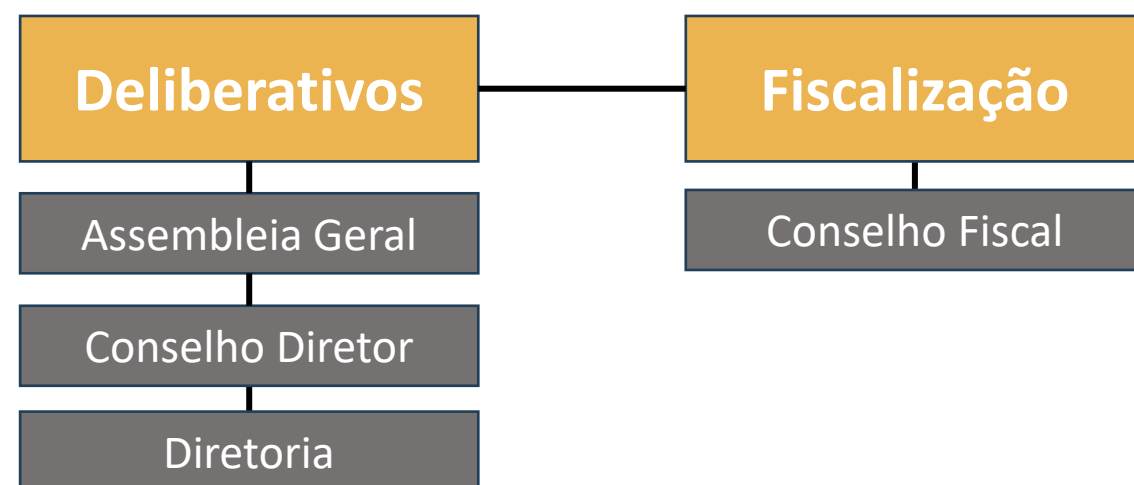 Deliberativos
Fiscalização
Assembleia Geral
Conselho Fiscal
Conselho Diretor
Diretoria